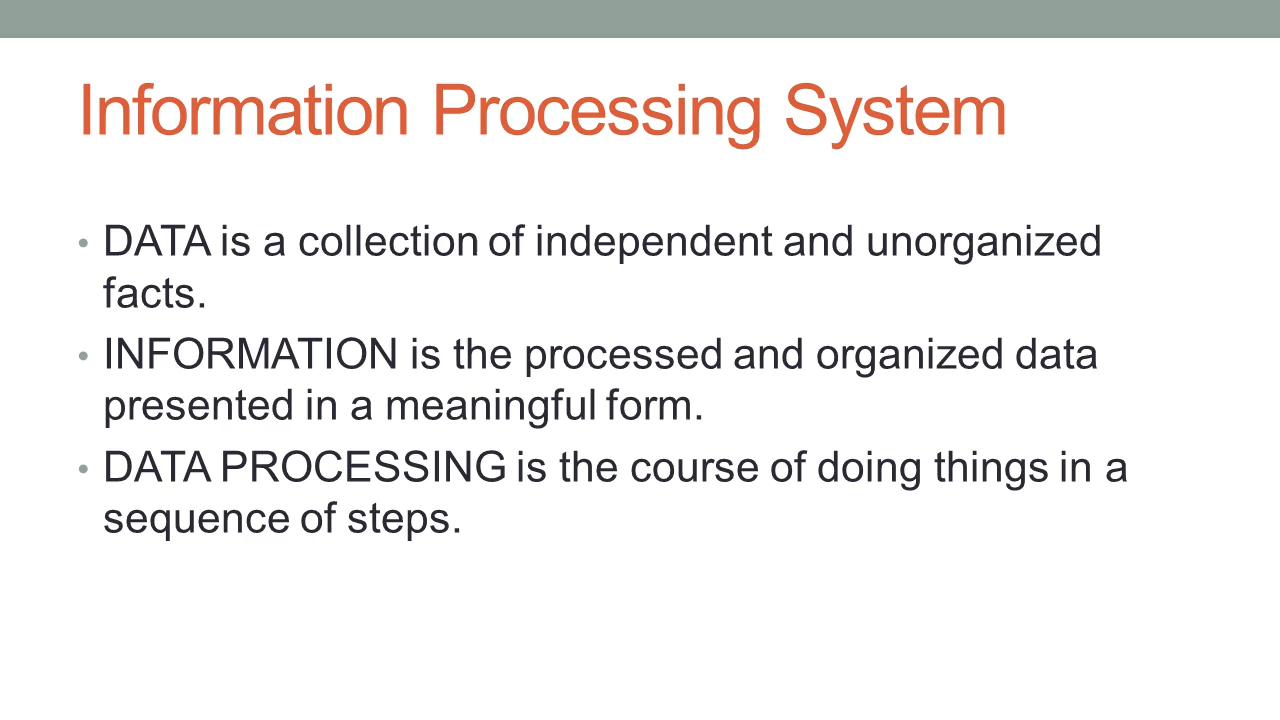 Information Processing System
• DATA is a collection of independent and unorganized
facts.
• INFORMATION is the processed and organized data
presented in a meaningful form.
• DATA PROCESSING is the course of doing things in a
sequence of steps.